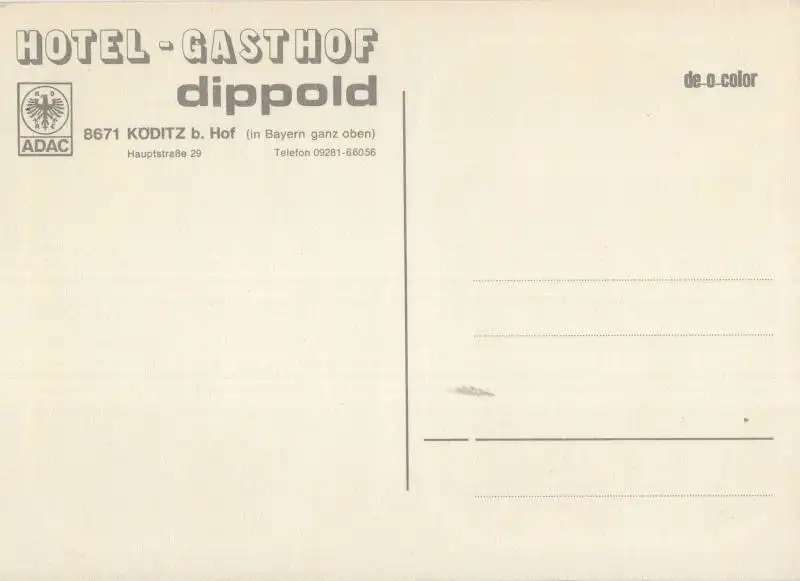 HOTEL - GASTHOF
dippold
ADAC
8671 KÖDITZ b. Hof (in Bayern ganz oben)
Hauptstraße 29 Telefon 09281-66056
de-o-color